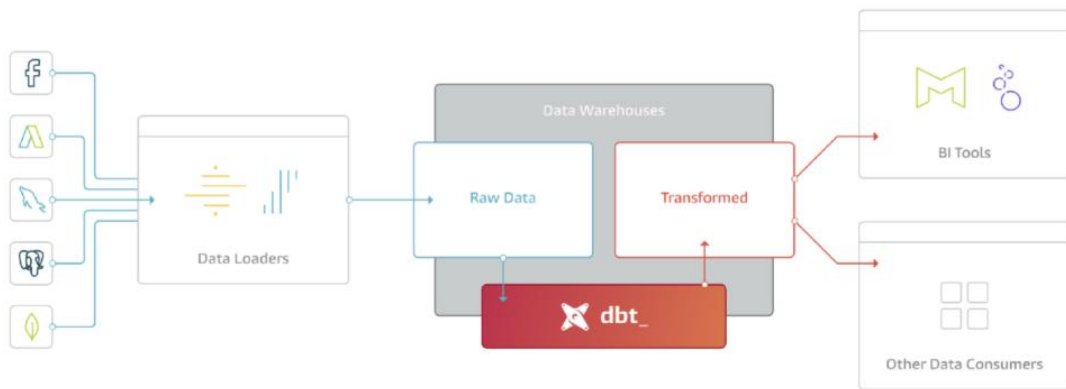 Data Warehouses
Raw Data
Transformed
Data Loaders
dbt_
BI Tools
Other Data Consumers